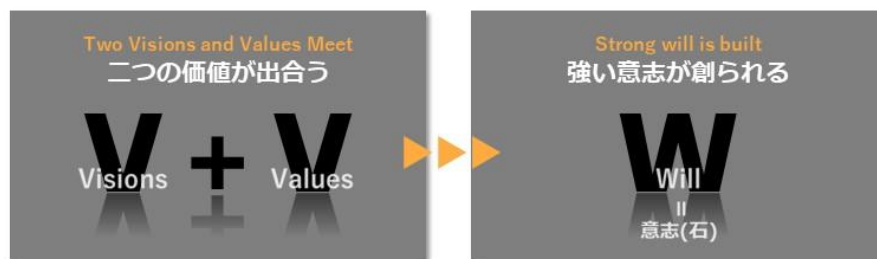 Two Visions and Values Meet
二つの価値が出合う
V + V
Visions Values
Strong will is built
強い意志が創られる
W
Will
=
意志(石)